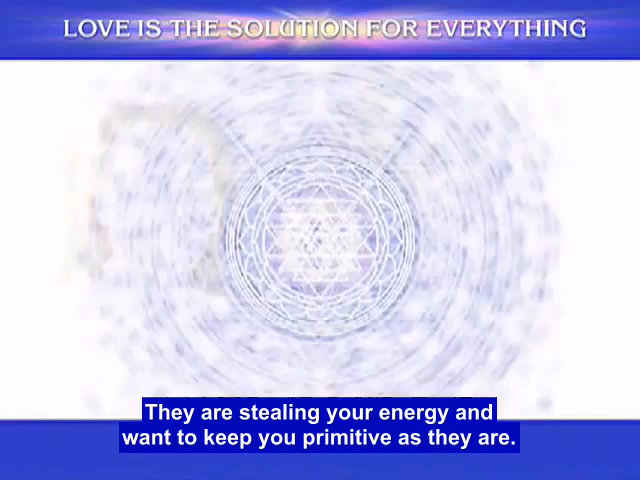 LOVE IS THE SOLUTION FOR EVERYTHING
They are stealing your energy and
want to keep you primitive as they are.